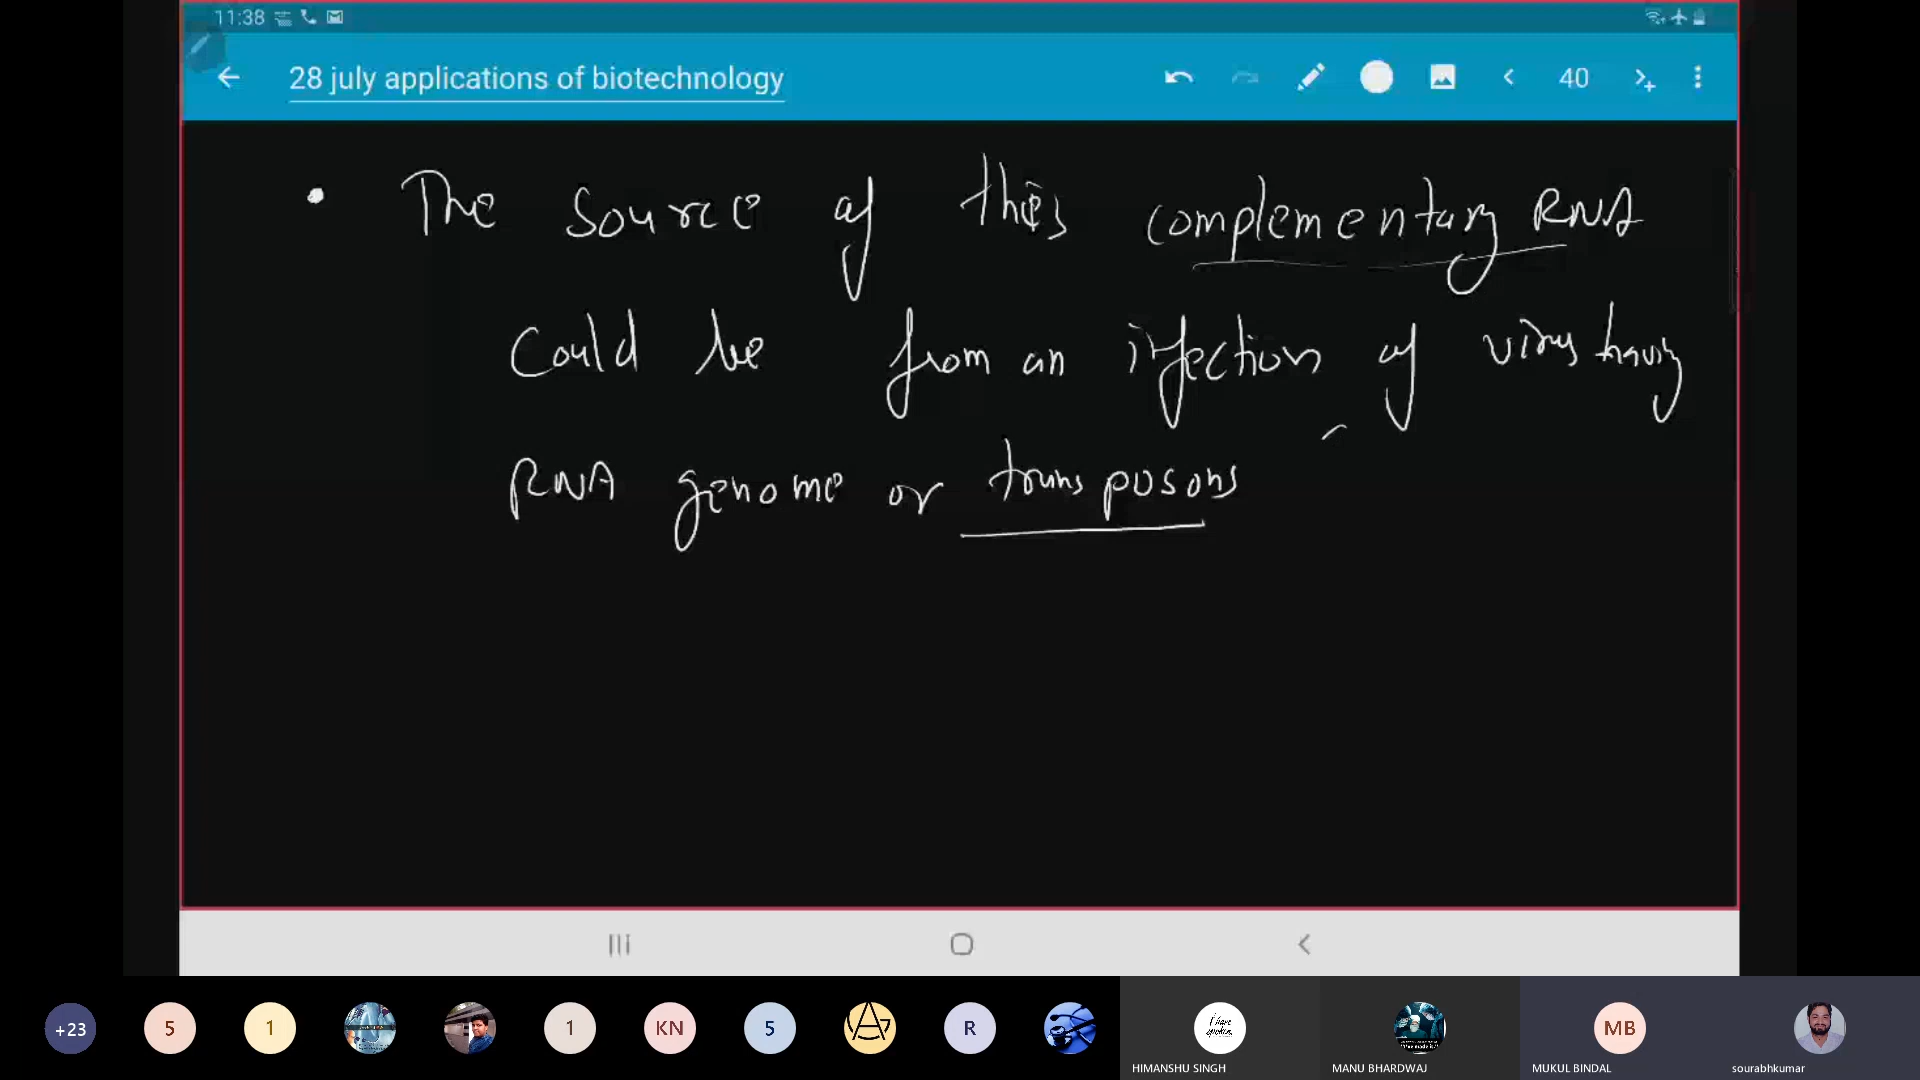 11:38
28 july applications of biotechnology
40
• The source of this complementary RNA
could be from an infection of virus having
RNA genome or transposons
+23
5
1
1
KN
5
R
MB
HIMANSHU SINGH
MANU BHARDWAJ
MUKUL BINDAL
sourabhkumar